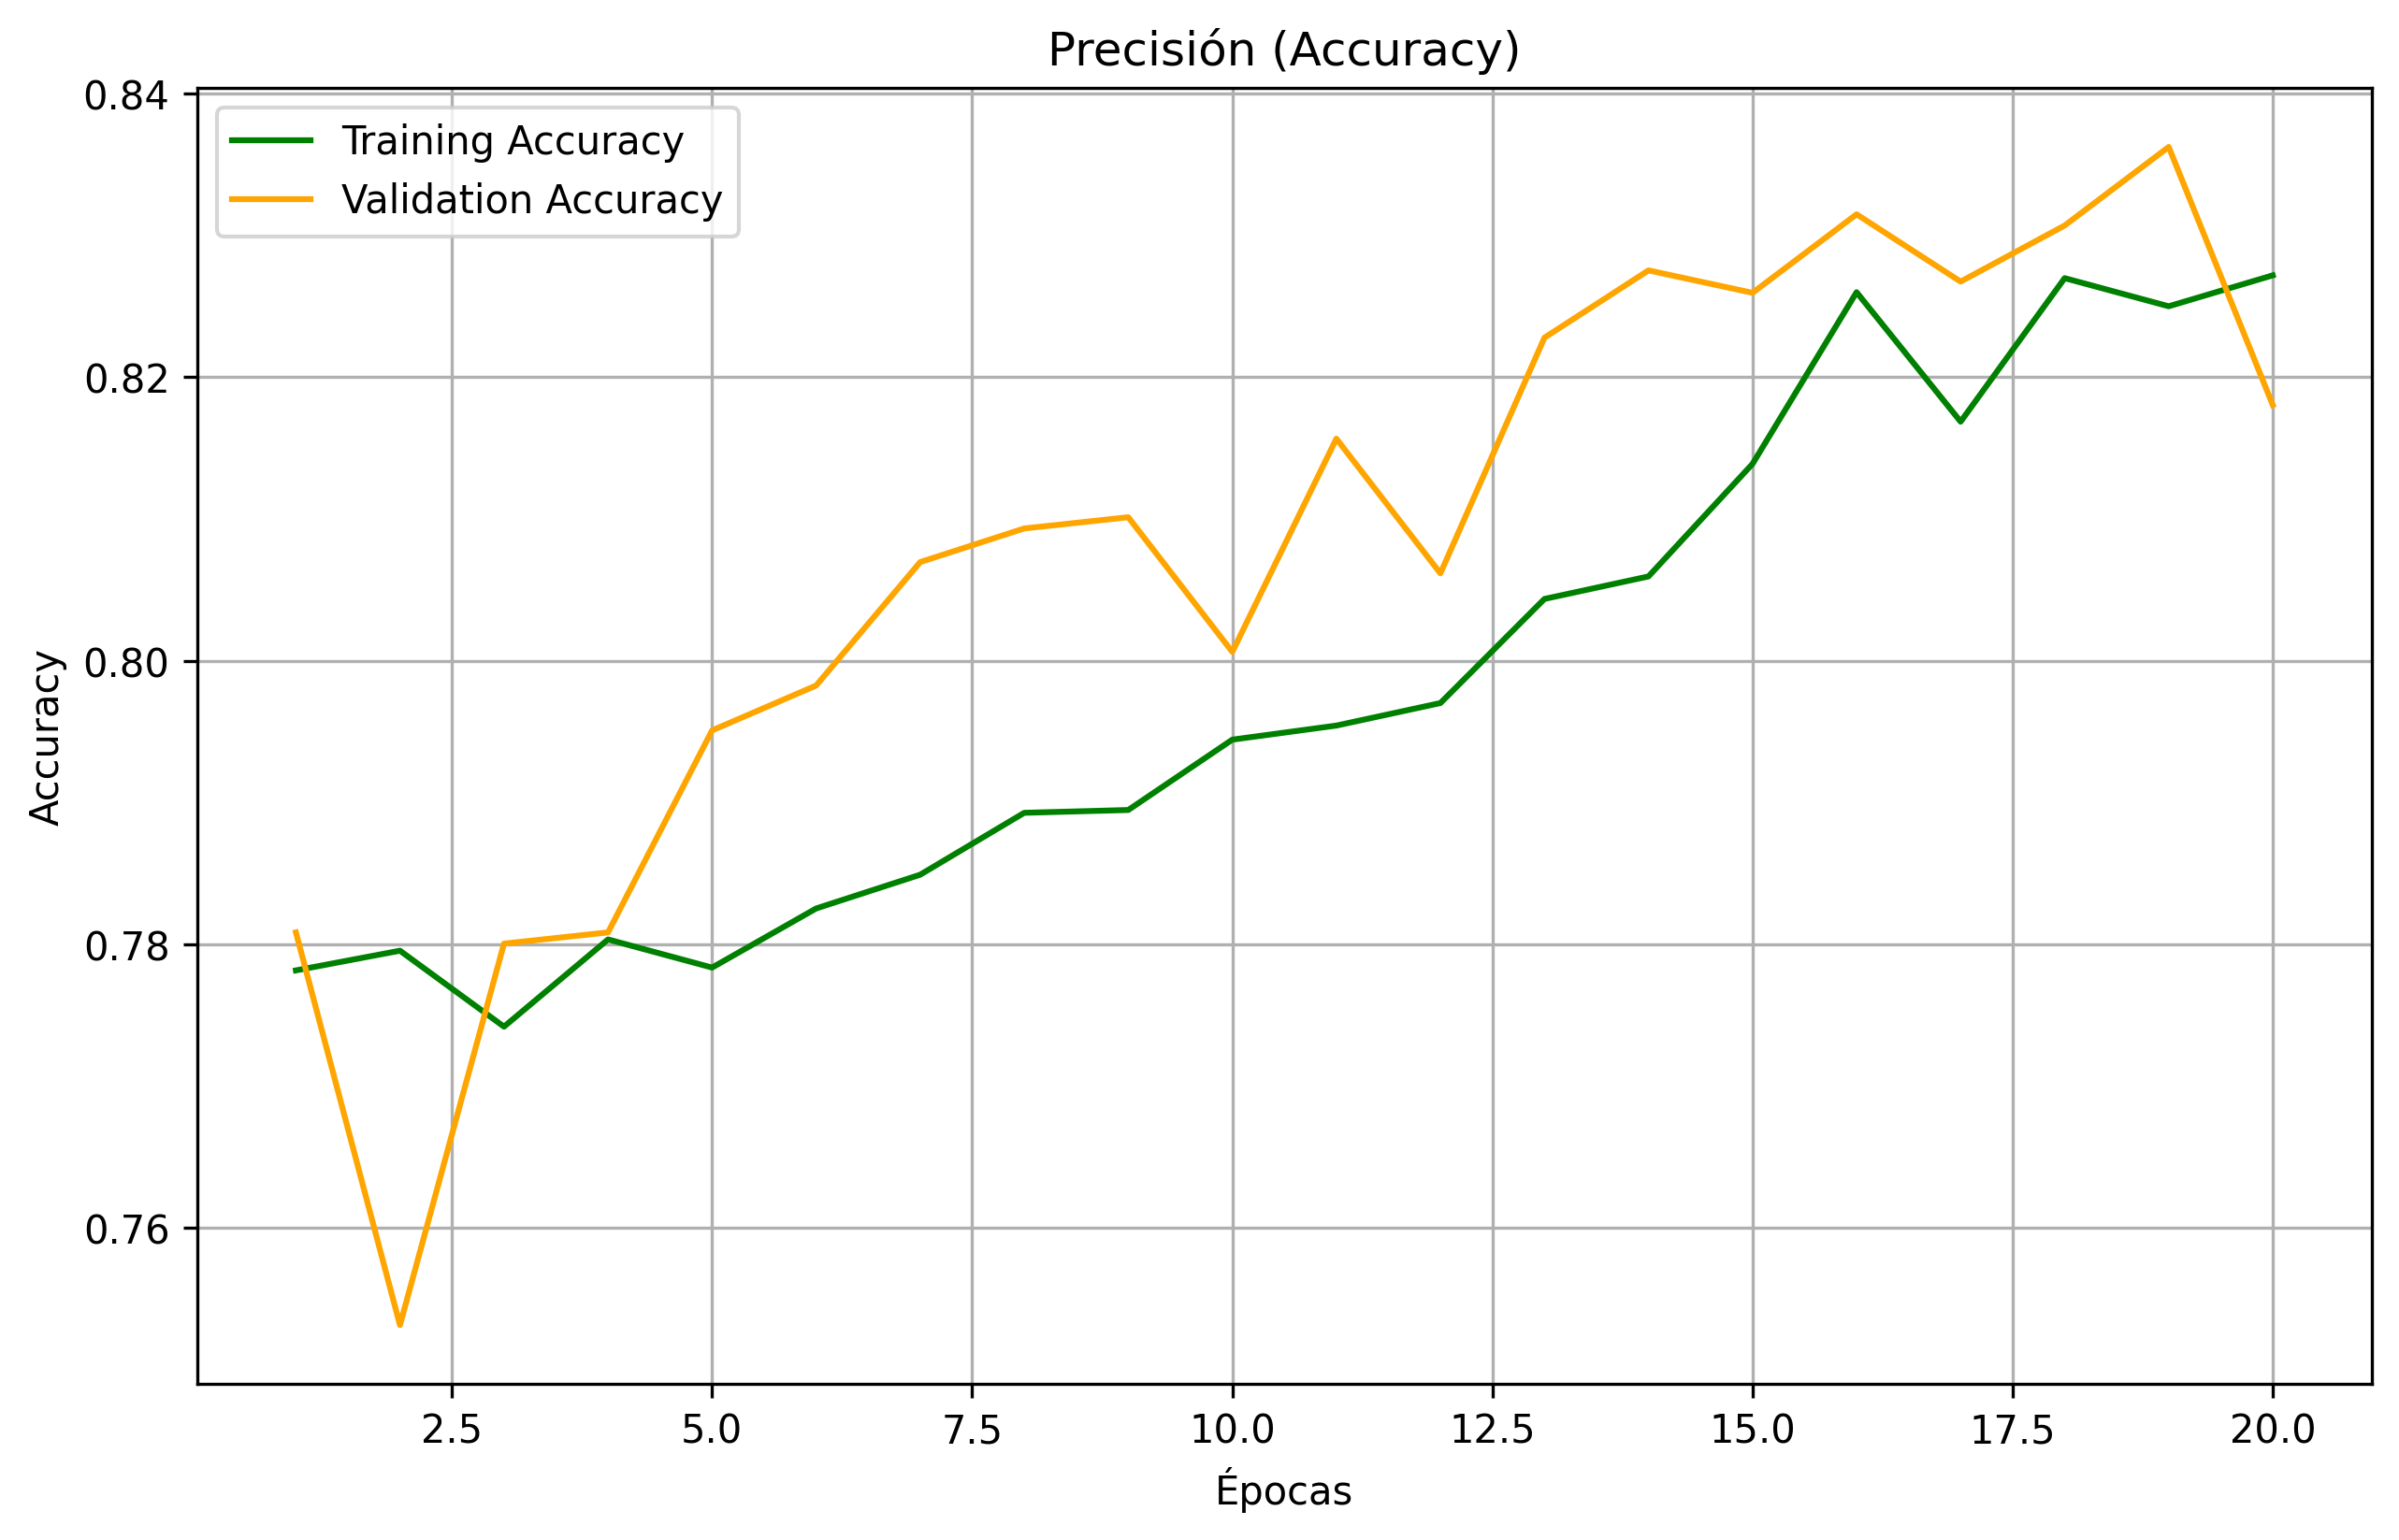 Precisión (Accuracy)
Training Accuracy
Validation Accuracy
0.84
0.82
0.80
0.78
0.76
Accuracy
2.5 5.0 7.5 10.0 12.5 15.0 17.5 20.0
Épocas